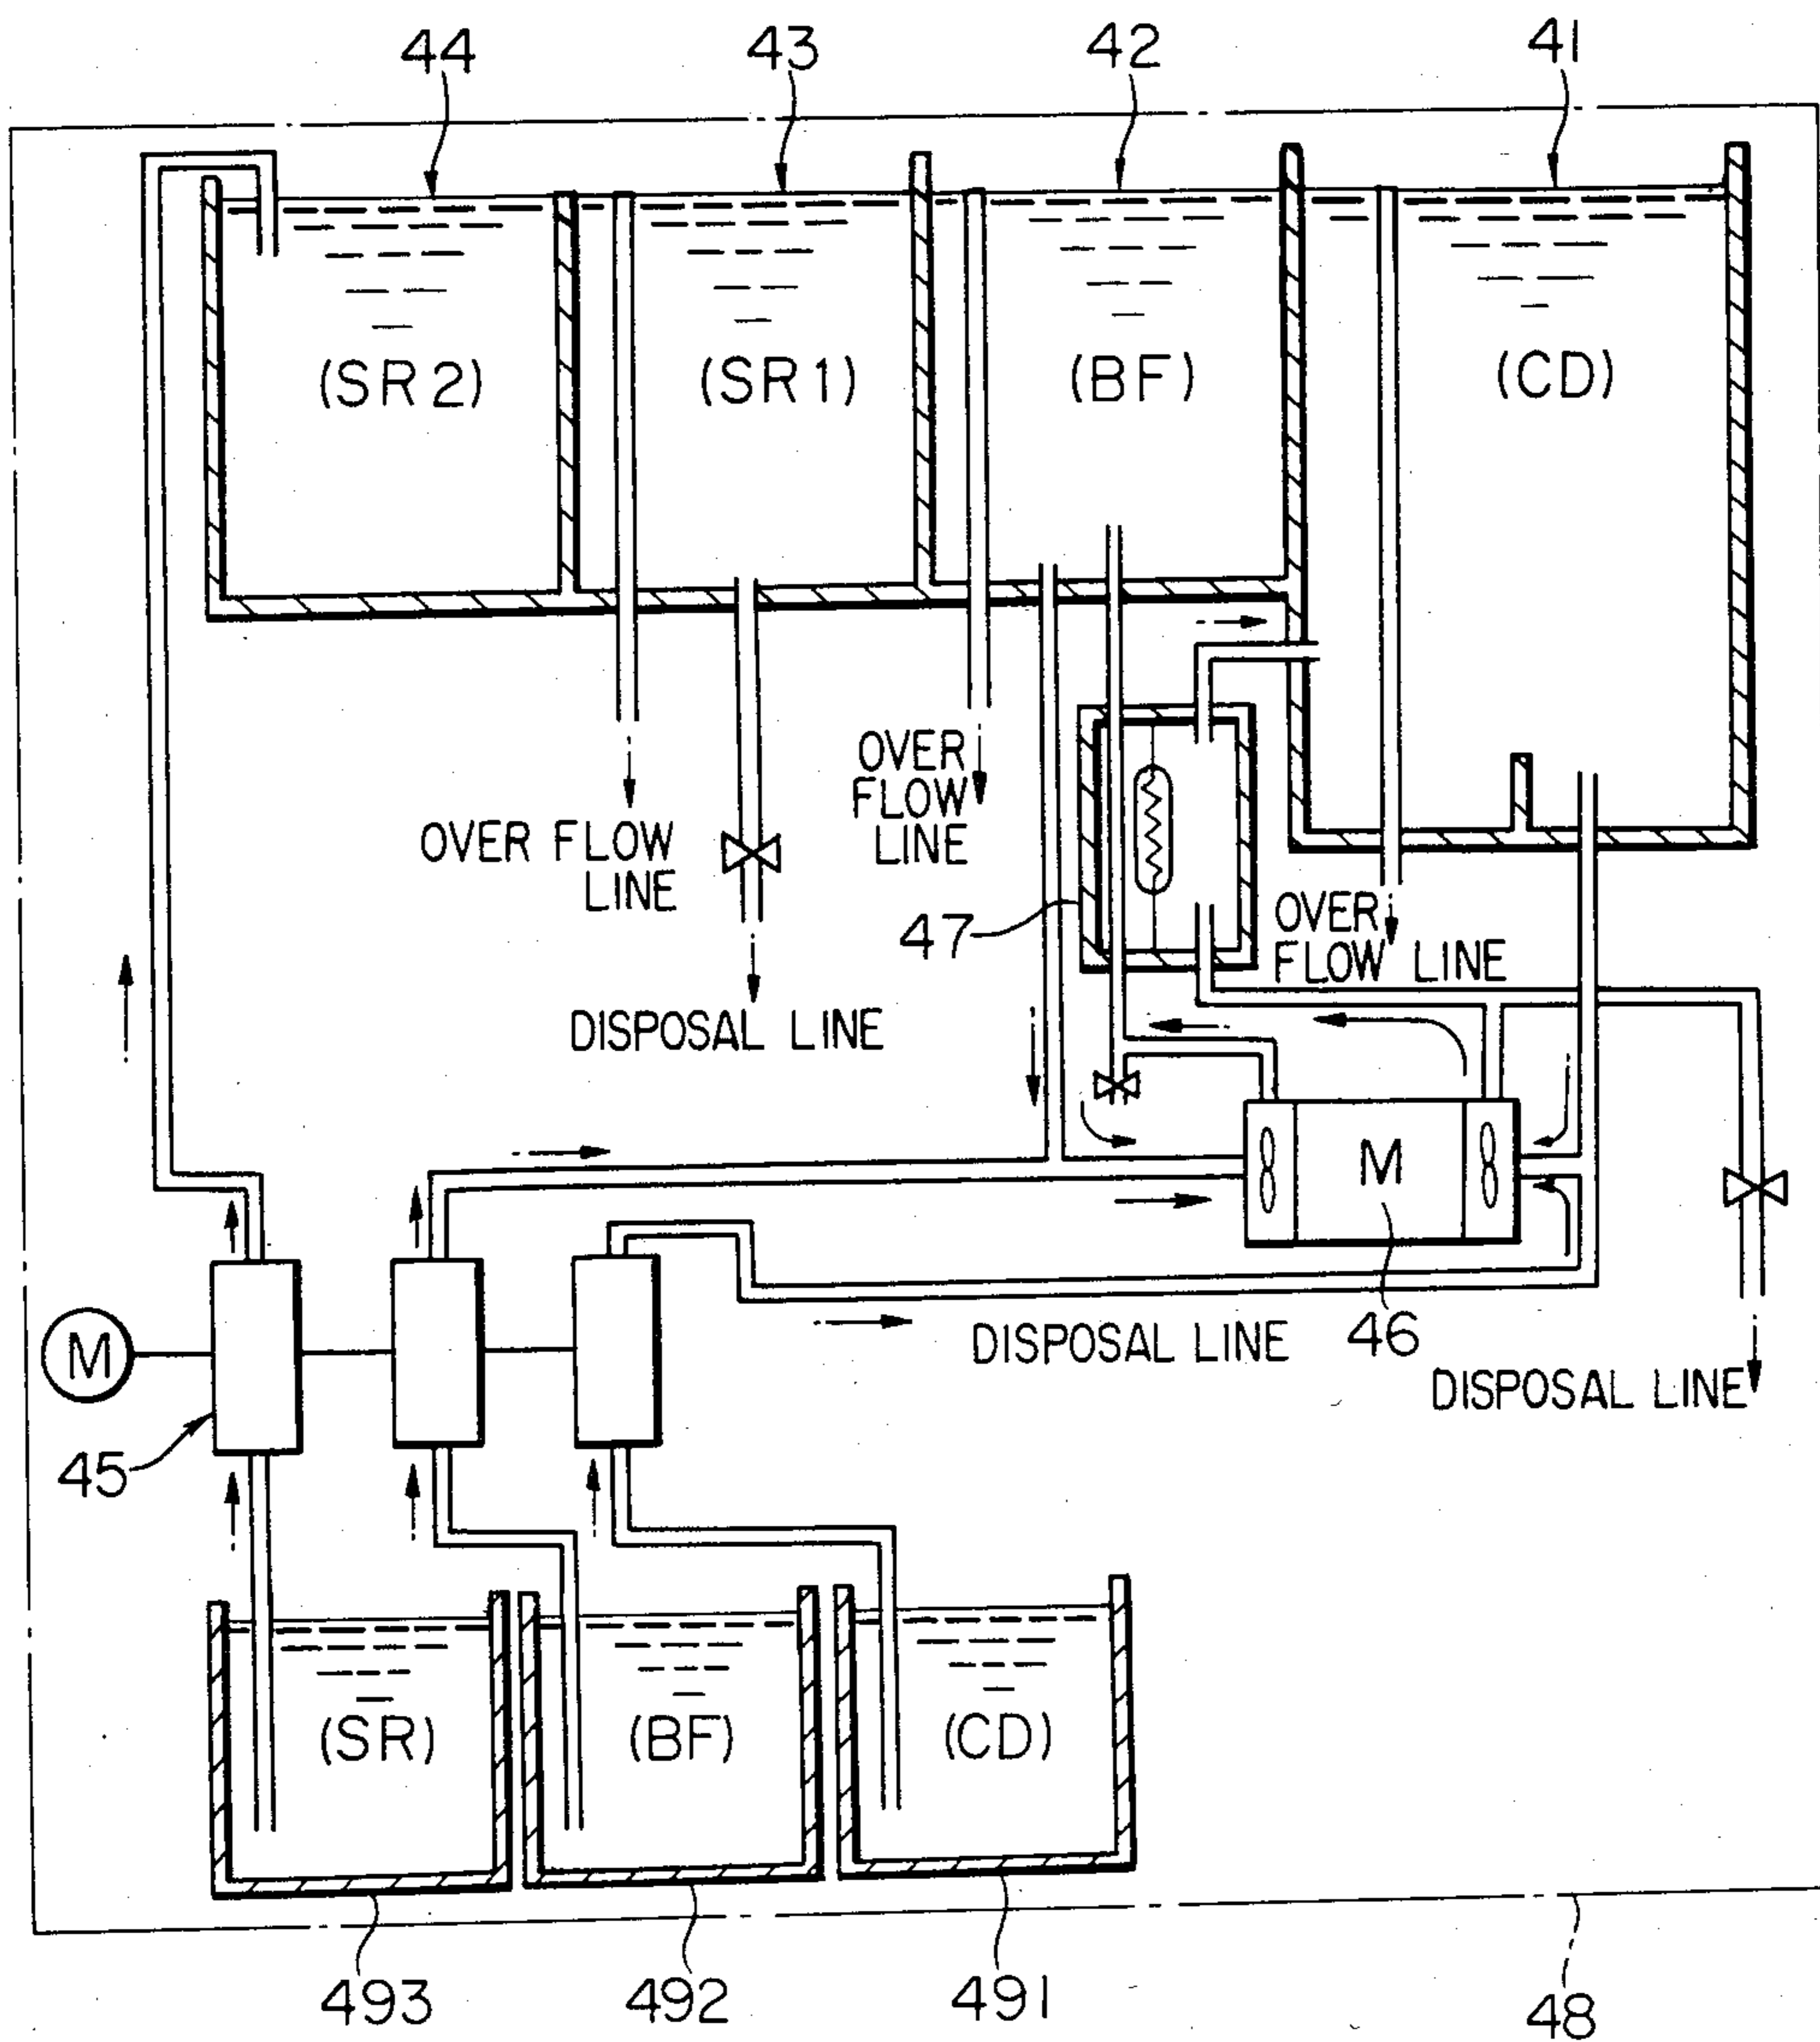 44
43
42
41
(SR2)
(SR1)
(BF)
(CD)
OVER FLOW
LINE
OVER
FLOW
LINE
47
OVER
FLOW LINE
DISPOSAL LINE
M
M
46
DISPOSAL LINE
DISPOSAL LINE
45
(SR)
(BF)
(CD)
493
492
491
48